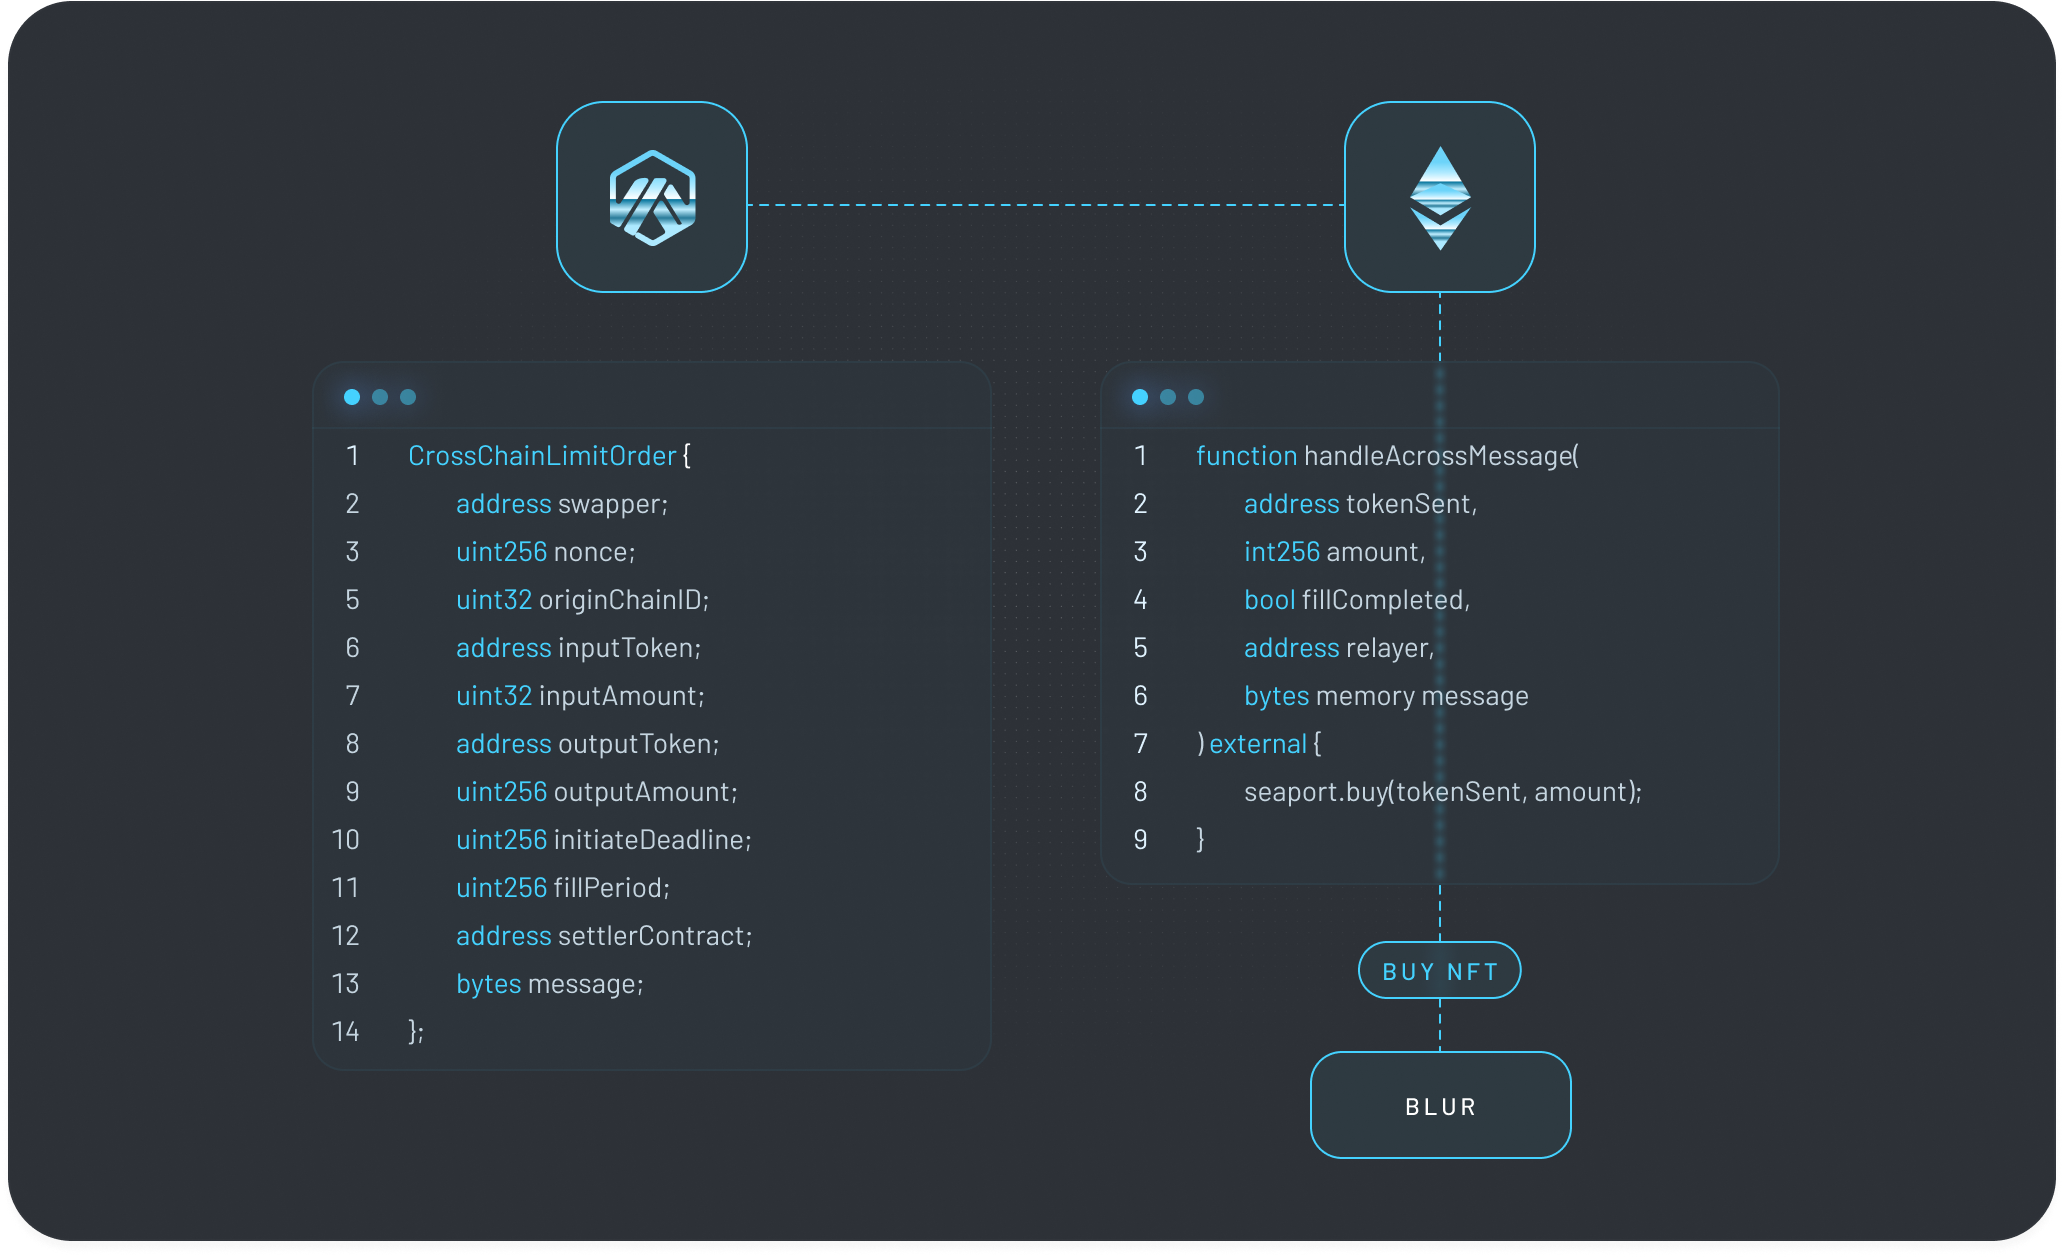 1 CrossChainLimitOrder {
2 address swapper;
3 uint256 nonce;
5 uint32 originChainID;
6 address inputToken;
7 uint32 inputAmount;
8 address outputToken;
9 uint256 outputAmount;
10 uint256 initiateDeadline;
11 uint256 fillPeriod;
12 address settlerContract;
13 bytes message;
14 };
1 function handleAcrossMessage(
2 address tokenSent,
3 int256 amount,
4 bool fillCompleted,
5 address relayer,
6 bytes memory message
7 ) external {
8 seaport.buy(tokenSent, amount);
9 }
BUY NFT
BLUR